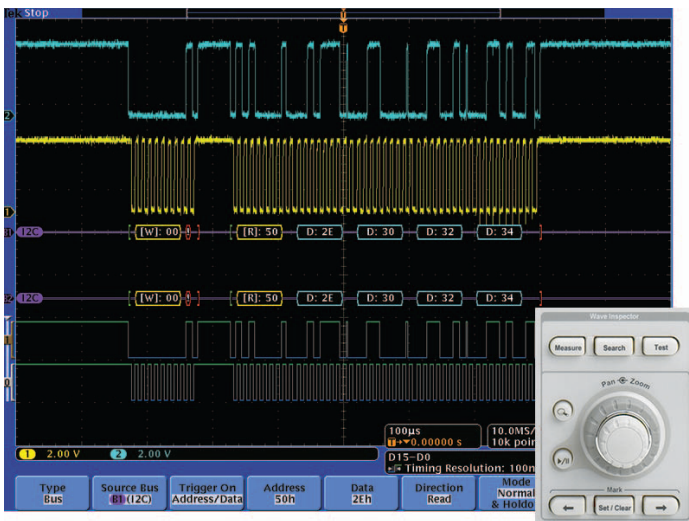 Tek Stop
T
T
2
1
B1 I2C [W]: 00 ! [R]: 50 D: 2E D: 30 D: 32 D: 34
B2 I2C [W]: 00 ! [R]: 50 D: 2E D: 30 D: 32 D: 34
1
0
100µs 10.0MS/
T→▼0.00000 s 10k poin
1 2.00 V 2 2.00 V
D15-D0
Timing Resolution: 100n
Type
Bus
Source Bus
B1 (I2C)
Trigger On
Address/Data
Address
50h
Data
2Eh
Direction
Read
Mode
Normal
& Holdo
Wave Inspector
Measure Search Test
Pan Zoom
Mark
← Set / Clear →